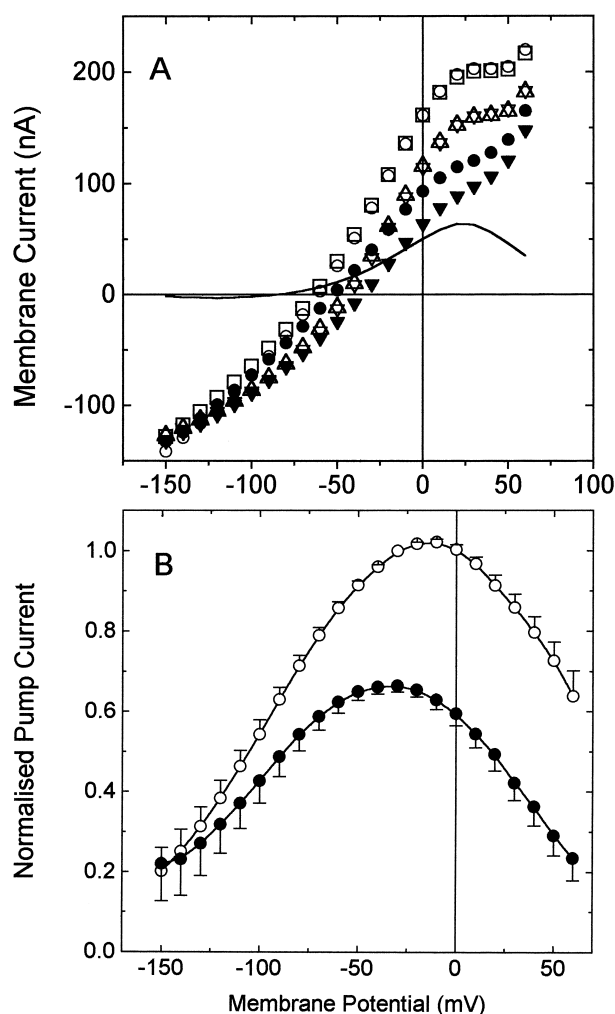 A
Membrane Current (nA)
200
100
0
-100
-150 -100 -50 0 50 100
B
Normalised Pump Current
1.0
0.8
0.6
0.4
0.2
0.0
-150 -100 -50 0 50
Membrane Potential (mV)